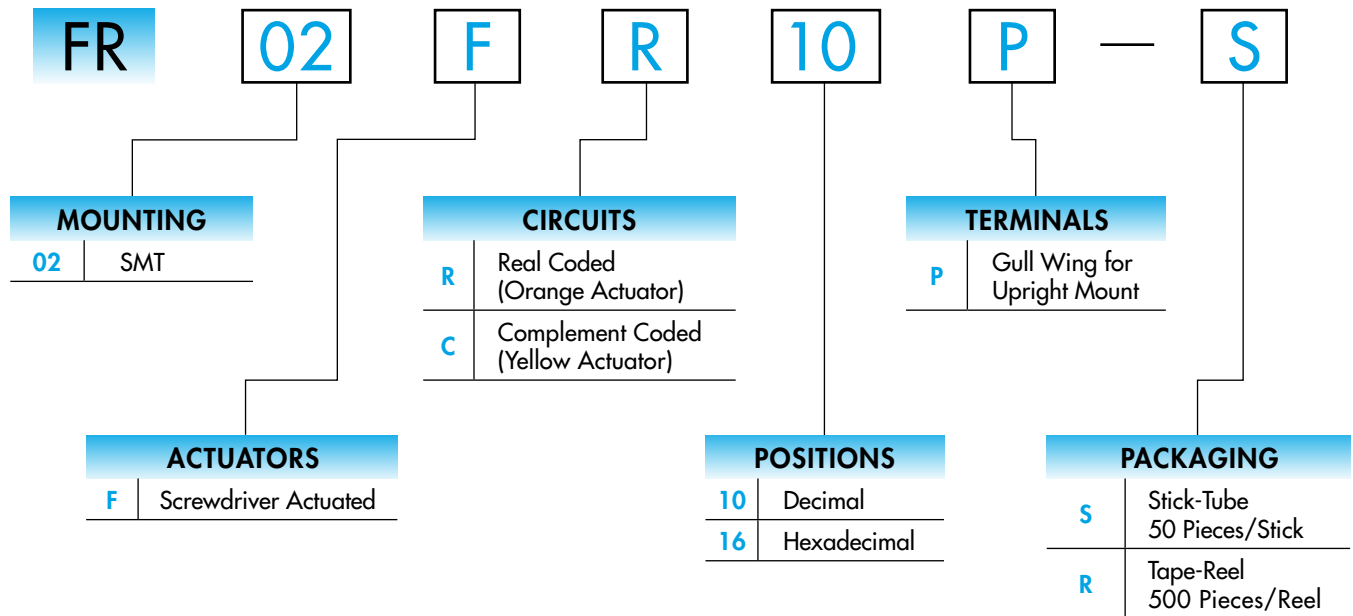 FR 02 F R 10 P — S
MOUNTING
02 SMT
CIRCUITS
R Real Coded
(Orange Actuator)
C Complement Coded
(Yellow Actuator)
TERMINALS
P Gull Wing for
Upright Mount
ACTUATORS
F Screwdriver Actuated
POSITIONS
10 Decimal
16 Hexadecimal
PACKAGING
S Stick-Tube
50 Pieces/Stick
R Tape-Reel
500 Pieces/Reel